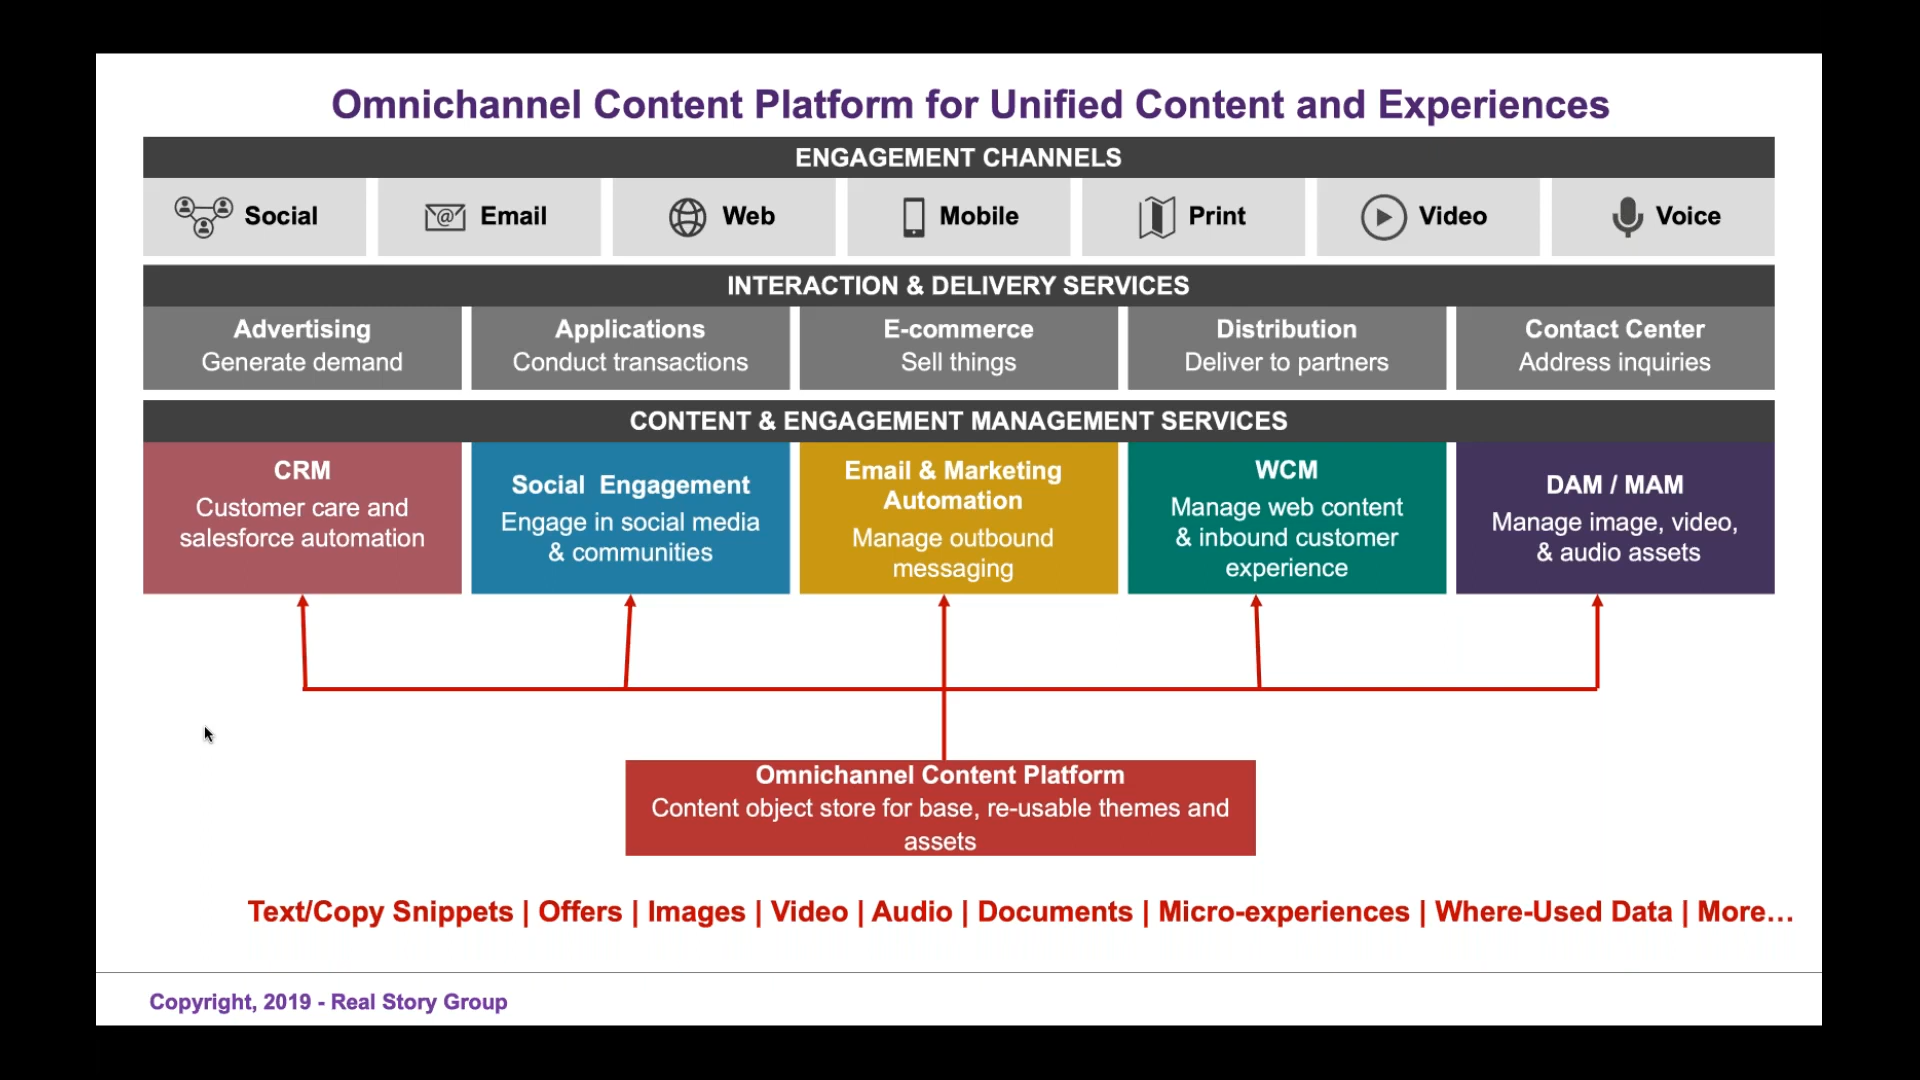 Omnichannel Content Platform for Unified Content and Experiences
ENGAGEMENT CHANNELS
Social
Email
Web
Mobile
Print
Video
Voice
INTERACTION & DELIVERY SERVICES
Advertising
Generate demand
Applications
Conduct transactions
E-commerce
Sell things
Distribution
Deliver to partners
Contact Center
Address inquiries
CONTENT & ENGAGEMENT MANAGEMENT SERVICES
CRM
Customer care and
salesforce automation
Social Engagement
Engage in social media
& communities
Email & Marketing
Automation
Manage outbound
messaging
WCM
Manage web content
& inbound customer
experience
DAM / MAM
Manage image, video,
& audio assets
Omnichannel Content Platform
Content object store for base, re-usable themes and
assets
Text/Copy Snippets | Offers | Images | Video | Audio | Documents | Micro-experiences | Where-Used Data | More...
Copyright, 2019 - Real Story Group